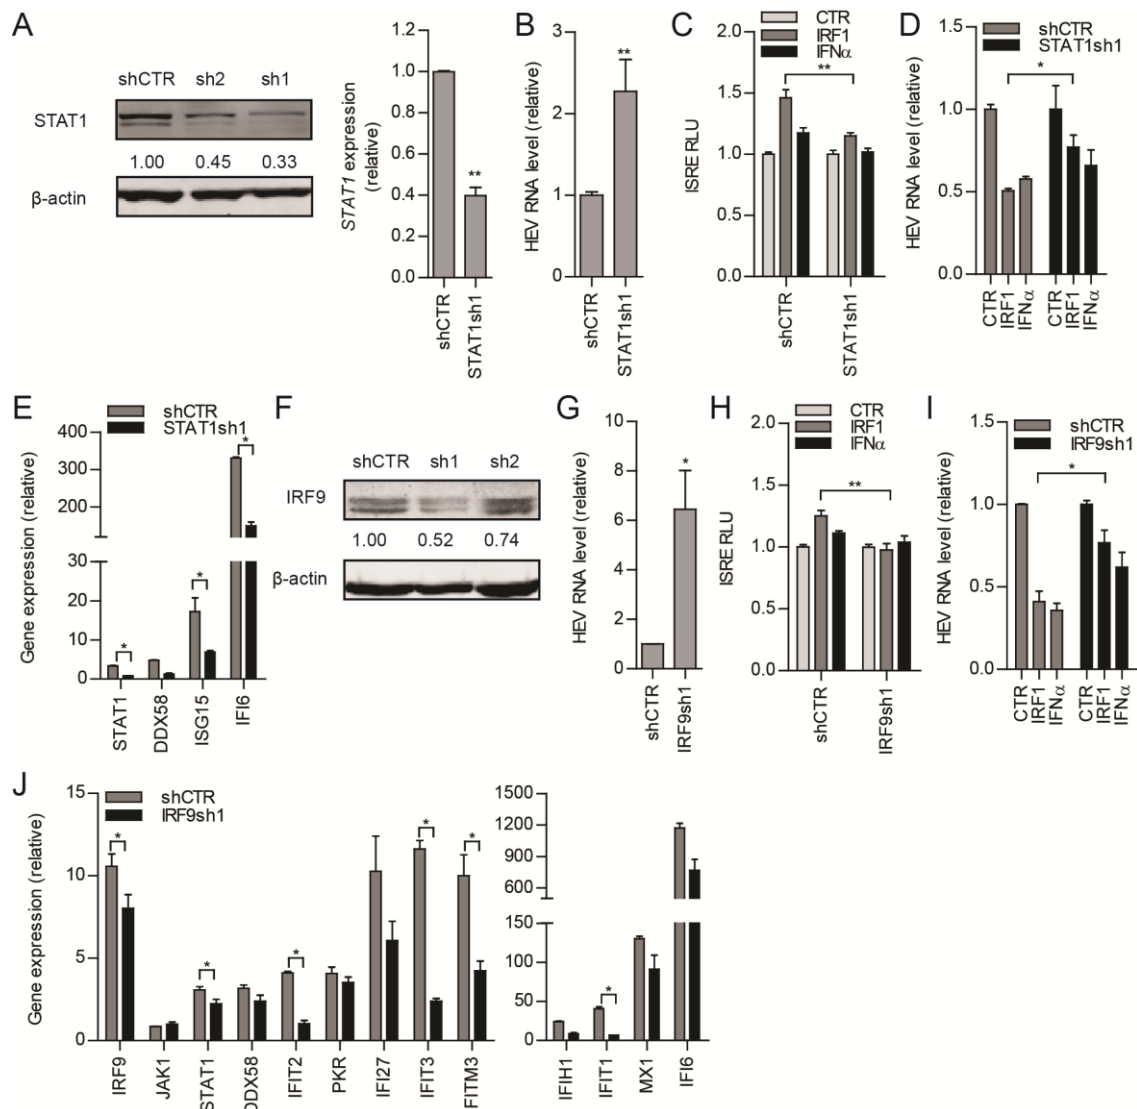 A
shCTR sh2 sh1
STAT1
1.00 0.45 0.33
β-actin
STAT1 expression
(relative)
1.0
0.8
0.6
0.4
0.2
0.0
**
shCTR
STAT1sh1
B
HEV RNA level (relative)
3
2
1
0
**
shCTR
STAT1sh1
C
CTR
IRF1
IFNα
ISRE RLU
2.0
1.5
1.0
0.5
0.0
**
shCTR
STAT1sh1
D
shCTR
STAT1sh1
HEV RNA level (relative)
1.5
1.0
0.5
0.0
*
CTR
IRF1
IFNα
CTR
IRF1
IFNα
E
shCTR
STAT1sh1
Gene expression (relative)
400
300
150
30
20
10
0
*
*
*
STAT1
DDX58
ISG15
IFI6
F
shCTR sh1 sh2
IRF9
1.00 0.52 0.74
β-actin
G
HEV RNA level (relative)
10
8
6
4
2
0
*
shCTR
IRF9sh1
H
CTR
IRF1
IFNα
ISRE RLU
2.0
1.5
1.0
0.5
0.0
**
shCTR
IRF9sh1
I
shCTR
IRF9sh1
HEV RNA level (relative)
1.5
1.0
0.5
0.0
*
CTR
IRF1
IFNα
CTR
IRF1
IFNα
J
shCTR
IRF9sh1
Gene expression (relative)
15
10
5
0
*
*
*
*
*
IRF9
JAK1
STAT1
DDX58
IFIT2
PKR
IFI27
IFIT3
FITM3
1500
1200
900
600
150
100
50
0
*
IFIH1
IFIT1
MX1
IFI6